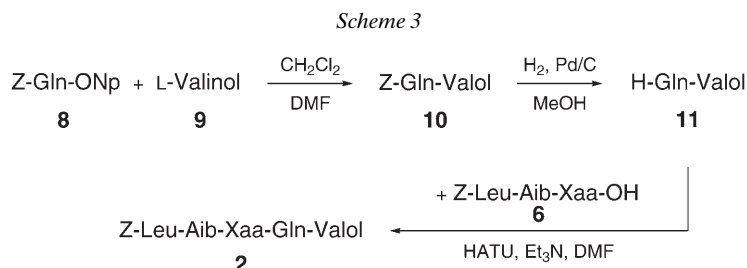 Scheme 3
Z-Gln-ONp + L-Valinol CH2Cl2 DMF Z-Gln-Valol H2, Pd/C MeOH H-Gln-Valol
8 9 10 11
+ Z-Leu-Aib-Xaa-OH
6
Z-Leu-Aib-Xaa-Gln-Valol
HATU, Et3N, DMF
2